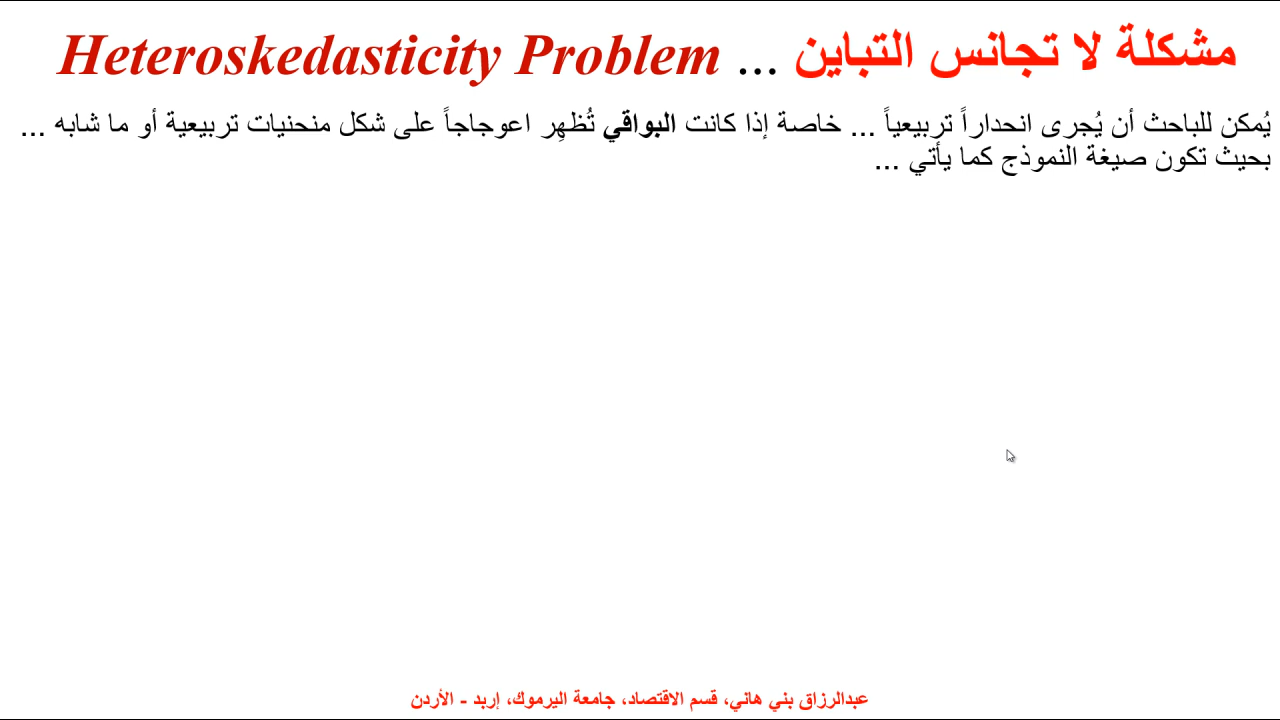 مشكلة لا تجانس التباين ... Heteroskedasticity Problem
يُمكن للباحث أن يُجرى انحداراً تربيعياً ... خاصة إذا كانت البواقي تُظهِر اعوجاجاً على شكل منحنيات تربيعية أو ما شابه ...
بحيث تكون صيغة النموذج كما يأتي ...
عبدالرزاق بني هاني، قسم الاقتصاد، جامعة اليرموك، إربد - الأردن